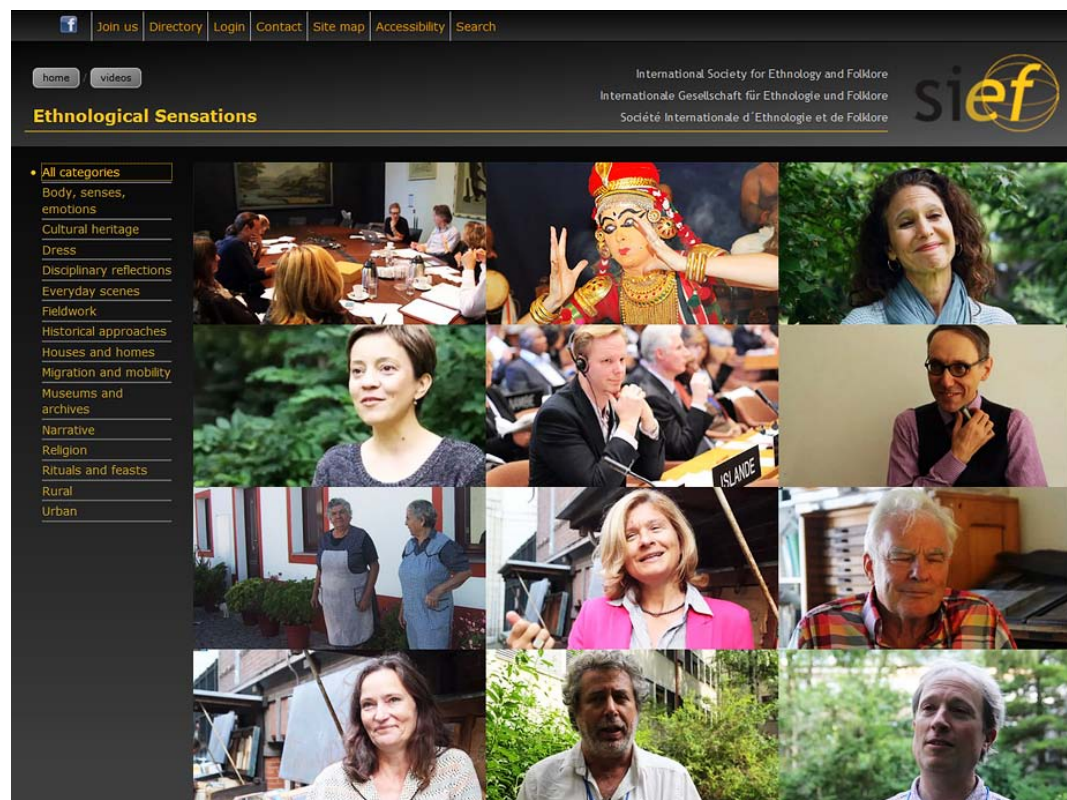 Join us Directory Login Contact Site map Accessibility Search
home / videos
International Society for Ethnology and Folklore
Internationale Gesellschaft für Ethnologie und Folklore
Société Internationale d´Ethnologie et de Folklore
sief
Ethnological Sensations
All categories
Body, senses,
emotions
Cultural heritage
Dress
Disciplinary reflections
Everyday scenes
Fieldwork
Historical approaches
Houses and homes
Migration and mobility
Museums and
archives
Narrative
Religion
Rituals and feasts
Rural
Urban
ISLANDE